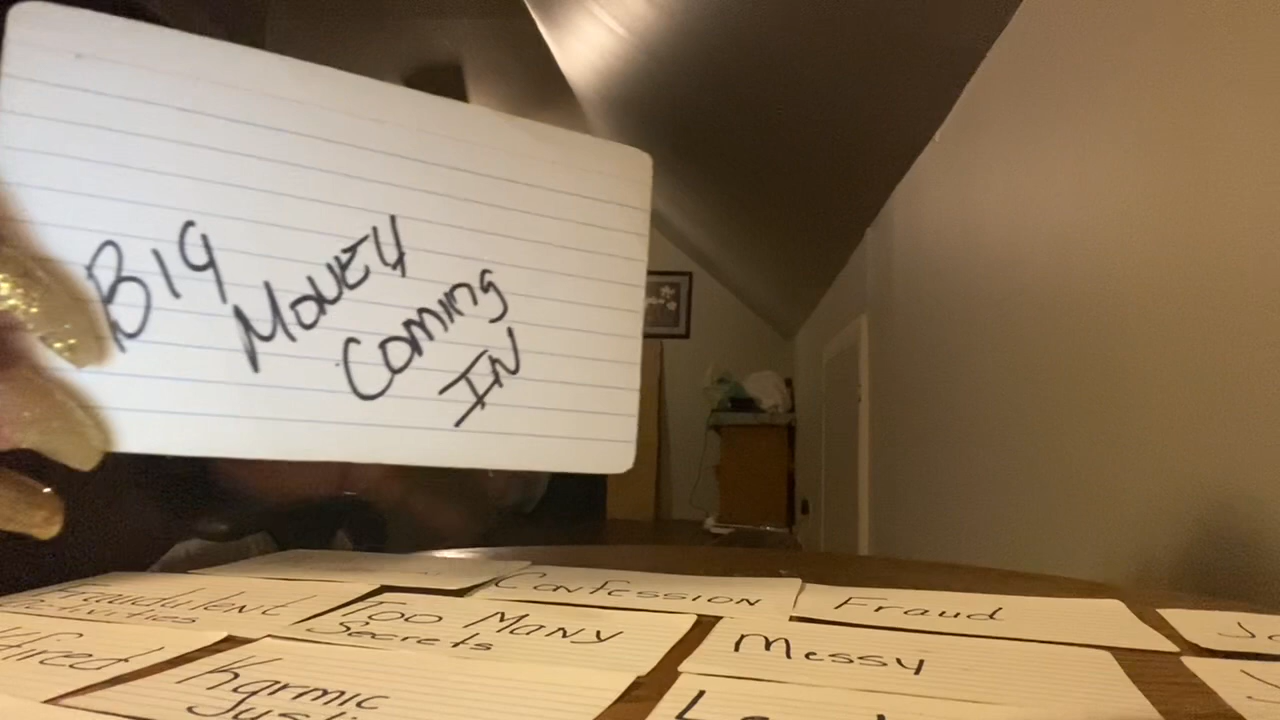 BIG
MONEY
COMING
IN
CONFESSION
Fraud
Fraudulent
Activities
Too Many
Secrets
Messy
Karmic